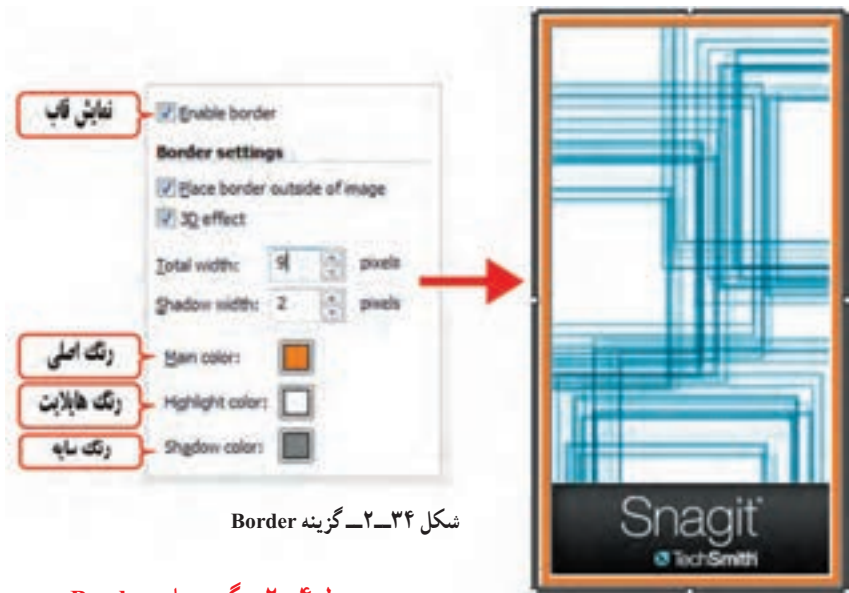 نمایش قاب
Enable border
Border settings
Place border outside of image
3D effect
Total width: 9 pixels
Shadow width: 2 pixels
رنگ اصلی
Main color:
رنگ هایلایت
Highlight color:
رنگ سایه
Shadow color:
Snagit
TechSmith
شکل ۳۴ــ۲ــ گزینه Border